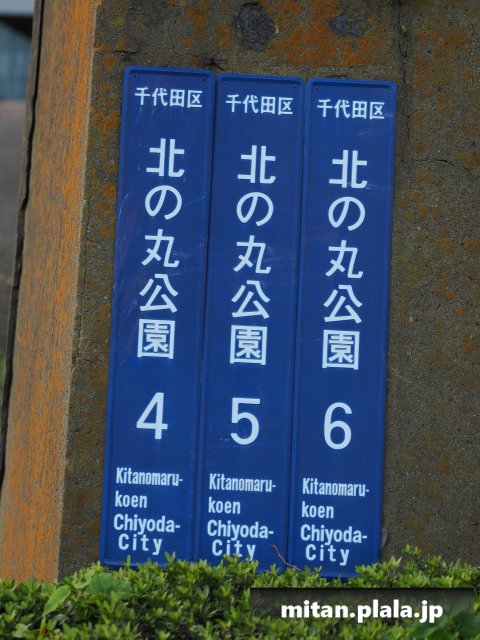 千代田区
北の丸公園
4
Kitanomaru-
koen
Chiyoda-
City
千代田区
北の丸公園
5
Kitanomaru-
koen
Chiyoda-
City
千代田区
北の丸公園
6
Kitanomaru-
koen
Chiyoda-
City
mitan.plala.jp